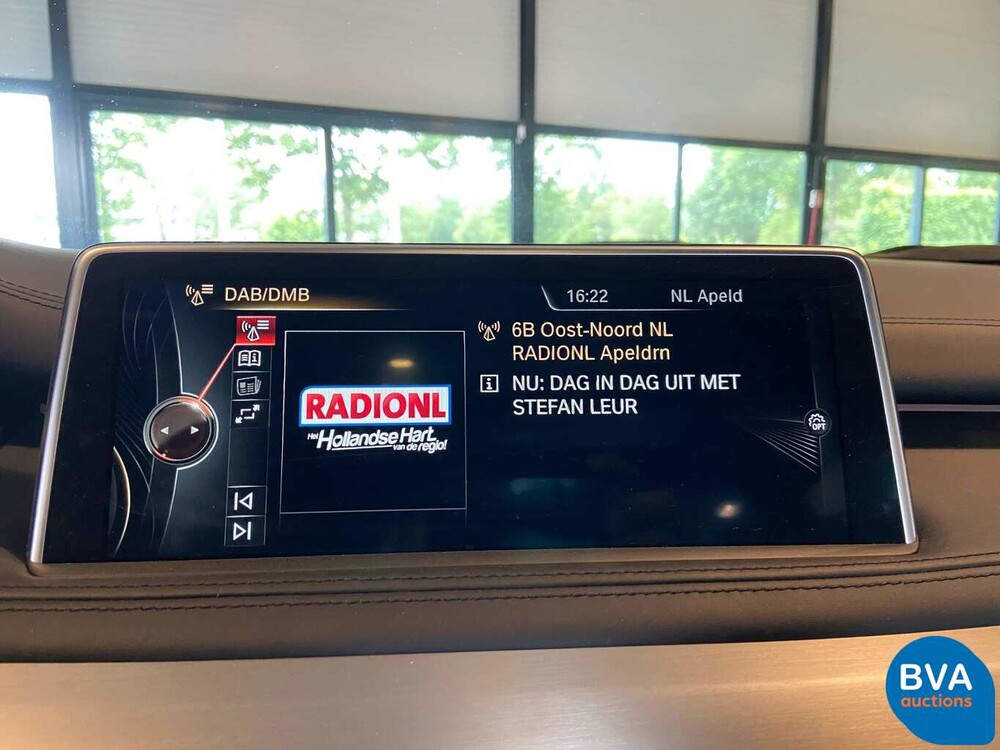 DAB/DMB
16:22
NL Apeld
6B Oost-Noord NL
RADIONL Apeldrn
NU: DAG IN DAG UIT MET
STEFAN LEUR
RADIONL
Het Hollandse Hart
van de regio!
OPT
BVA
auctions